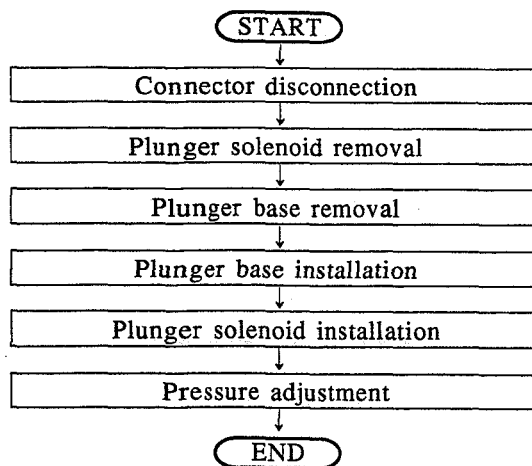 START
Connector disconnection
Plunger solenoid removal
Plunger base removal
Plunger base installation
Plunger solenoid installation
Pressure adjustment
END